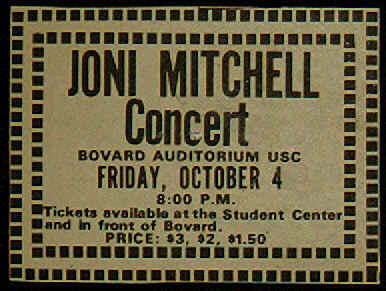 JONI MITCHELL
Concert
BOVARD AUDITORIUM USC
FRIDAY, OCTOBER 4
8:00 P.M.
Tickets available at the Student Center
and in front of Bovard.
PRICE: $3, $2, $1.50